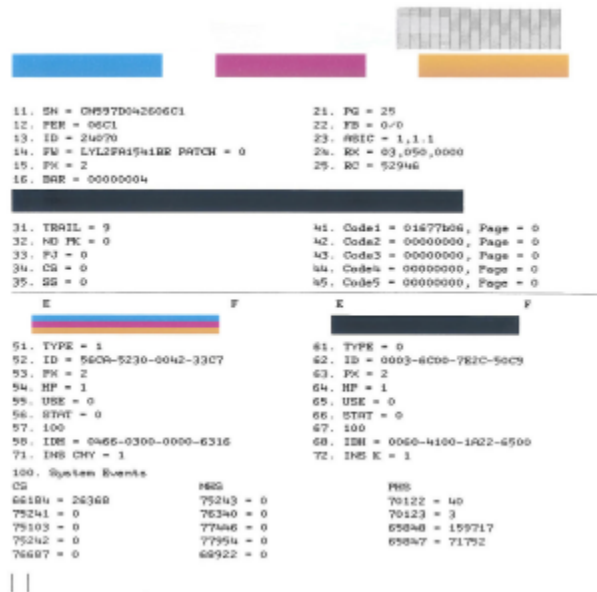 11. SN = CN597D042606C1
12. PER = 06C1
13. ID = 24070
14. FW = LYL2FA1541BR PATCH = 0
15. PX = 2
16. BAR = 00000004
21. PG = 25
22. FB = 0/0
23. ASIC = 1,1.1
24. RX = 03,050,0000
25. RC = 52946
31. TRAIL = 9
32. NO PK = 0
33. PJ = 0
34. CS = 0
35. SS = 0
41. Code1 = 01677b06, Page = 0
42. Code2 = 00000000, Page = 0
43. Code3 = 00000000, Page = 0
44. Code4 = 00000000, Page = 0
45. Code5 = 00000000, Page = 0
E F
E F
51. TYPE = 1
52. ID = 56CA-5230-0042-33C7
53. PX = 2
54. HP = 1
55. USE = 0
56. STAT = 0
57. 100
58. IDH = 0466-0300-0000-6316
71. INS CMY = 1
61. TYPE = 0
62. ID = 0003-6C00-7E2C-50C9
63. PX = 2
64. HP = 1
65. USE = 0
66. STAT = 0
67. 100
68. IDH = 0060-4100-1A22-6500
72. INS K = 1
100. System Events
CS
66184 = 26368
75241 = 0
75103 = 0
75242 = 0
76687 = 0
MRS
75243 = 0
76340 = 0
77446 = 0
77954 = 0
68922 = 0
PHS
70122 = 40
70123 = 3
65848 = 159717
65847 = 71752